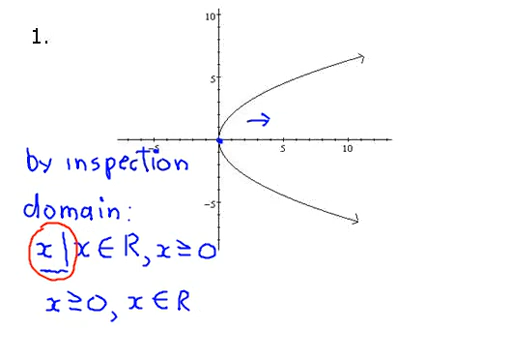 1.
10
5
-5
5
10
-5
by inspection
domain:
x | x ∈ R, x ≥ 0
x ≥ 0, x ∈ R